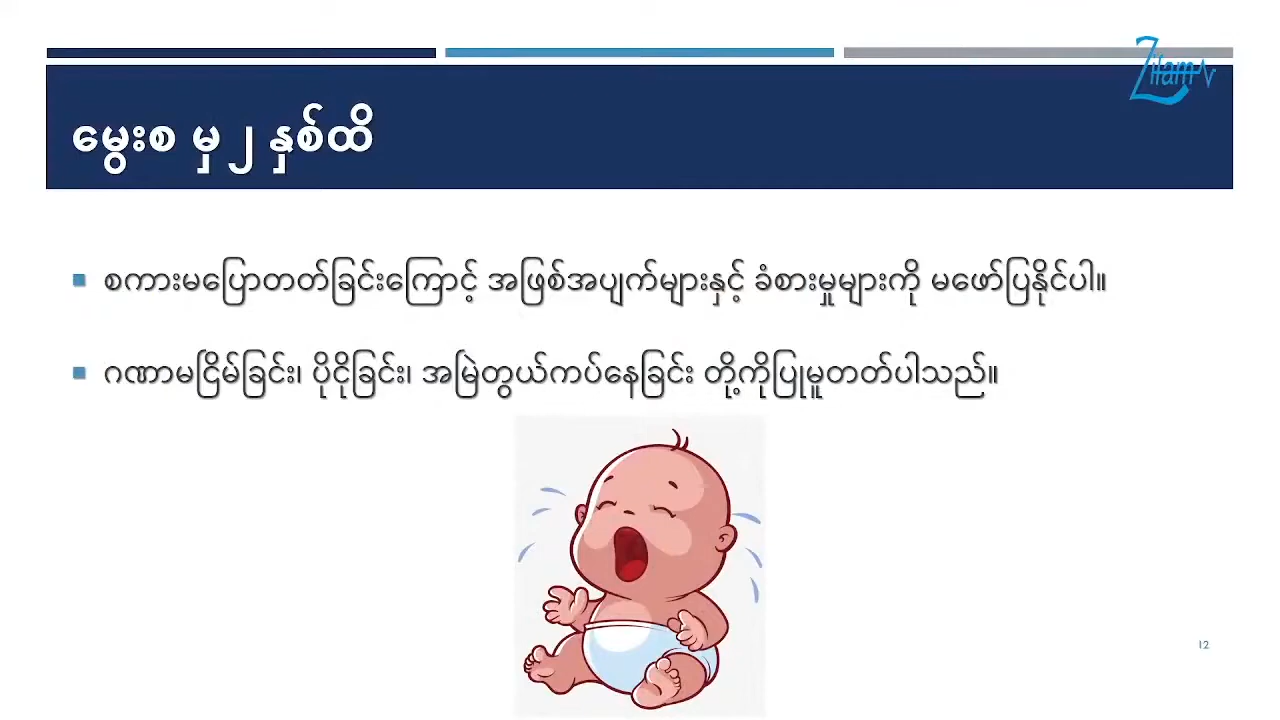 Zifam
မွေးစ မှ ၂ နှစ်ထိ
စကားမပြောတတ်ခြင်းကြောင့် အဖြစ်အပျက်များနှင့် ခံစားမှုများကို မဖော်ပြနိုင်ပါ။
ဂဏာမငြိမ်ခြင်း၊ ပိုငိုခြင်း၊ အမြဲတွယ်ကပ်နေခြင်း တို့ကိုပြုမူတတ်ပါသည်။
12